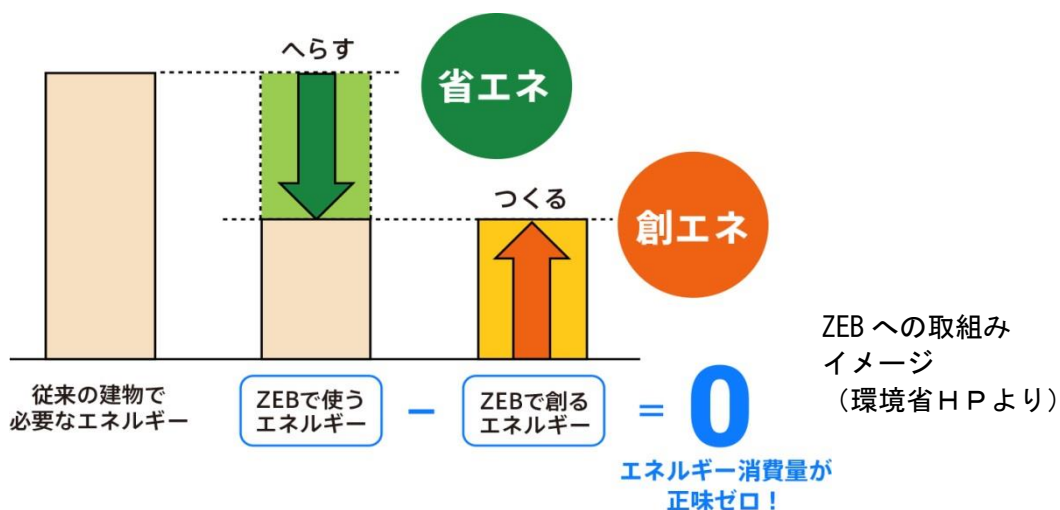 へらす
省エネ
つくる
創エネ
従来の建物で
必要なエネルギー
ZEBで使う
エネルギー
－
ZEBで創る
エネルギー
＝
0
エネルギー消費量が
正味ゼロ！
ZEB への取組み
イメージ
（環境省ＨＰより）